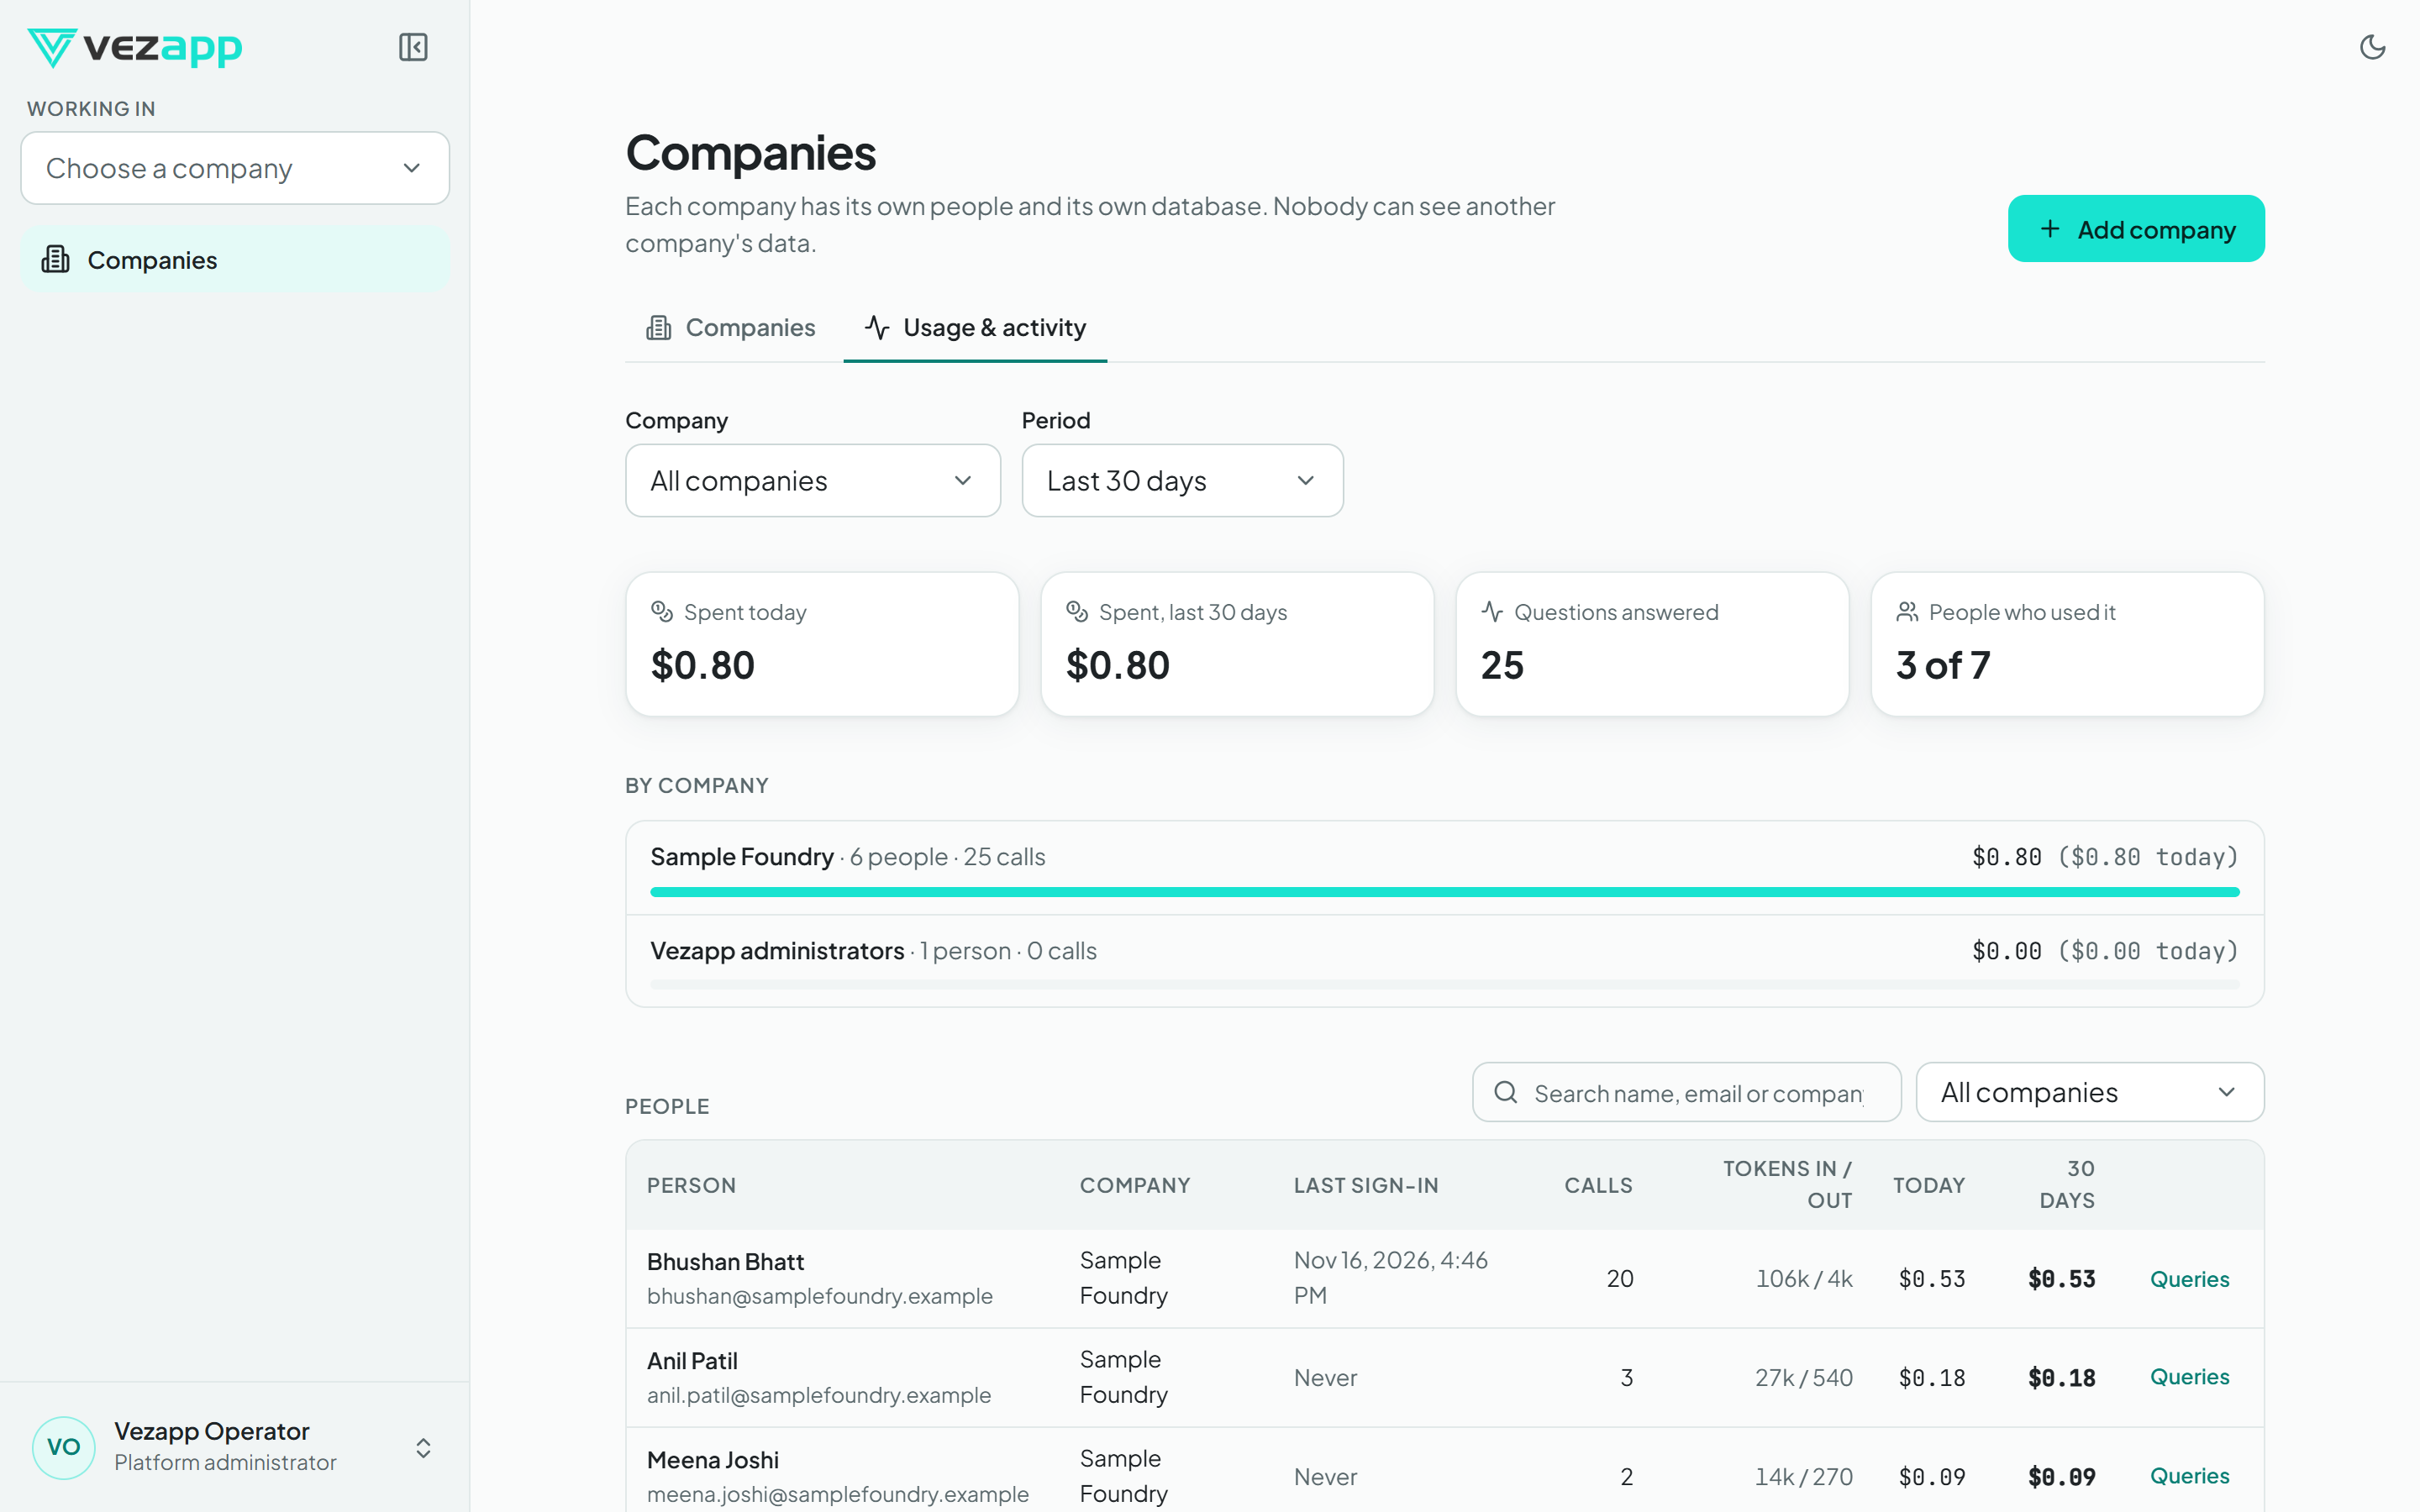 vezapp
WORKING IN
Choose a company
Companies
VO
Vezapp Operator
Platform administrator
Companies
Each company has its own people and its own database. Nobody can see another
company's data.
Add company
Companies
Usage & activity
Company
Period
All companies
Last 30 days
Spent today
$0.80
Spent, last 30 days
$0.80
Questions answered
25
People who used it
3 of 7
BY COMPANY
Sample Foundry · 6 people · 25 calls
$0.80 ($0.80 today)
Vezapp administrators · 1 person · 0 calls
$0.00 ($0.00 today)
PEOPLE
Search name, email or company
All companies
PERSON
COMPANY
LAST SIGN-IN
CALLS
TOKENS IN /
OUT
TODAY
30
DAYS
Bhushan Bhatt
bhushan@samplefoundry.example
Sample
Foundry
Nov 16, 2026, 4:46
PM
20
106k / 4k
$0.53
$0.53
Queries
Anil Patil
anil.patil@samplefoundry.example
Sample
Foundry
Never
3
27k / 540
$0.18
$0.18
Queries
Meena Joshi
meena.joshi@samplefoundry.example
Sample
Foundry
Never
2
14k / 270
$0.09
$0.09
Queries